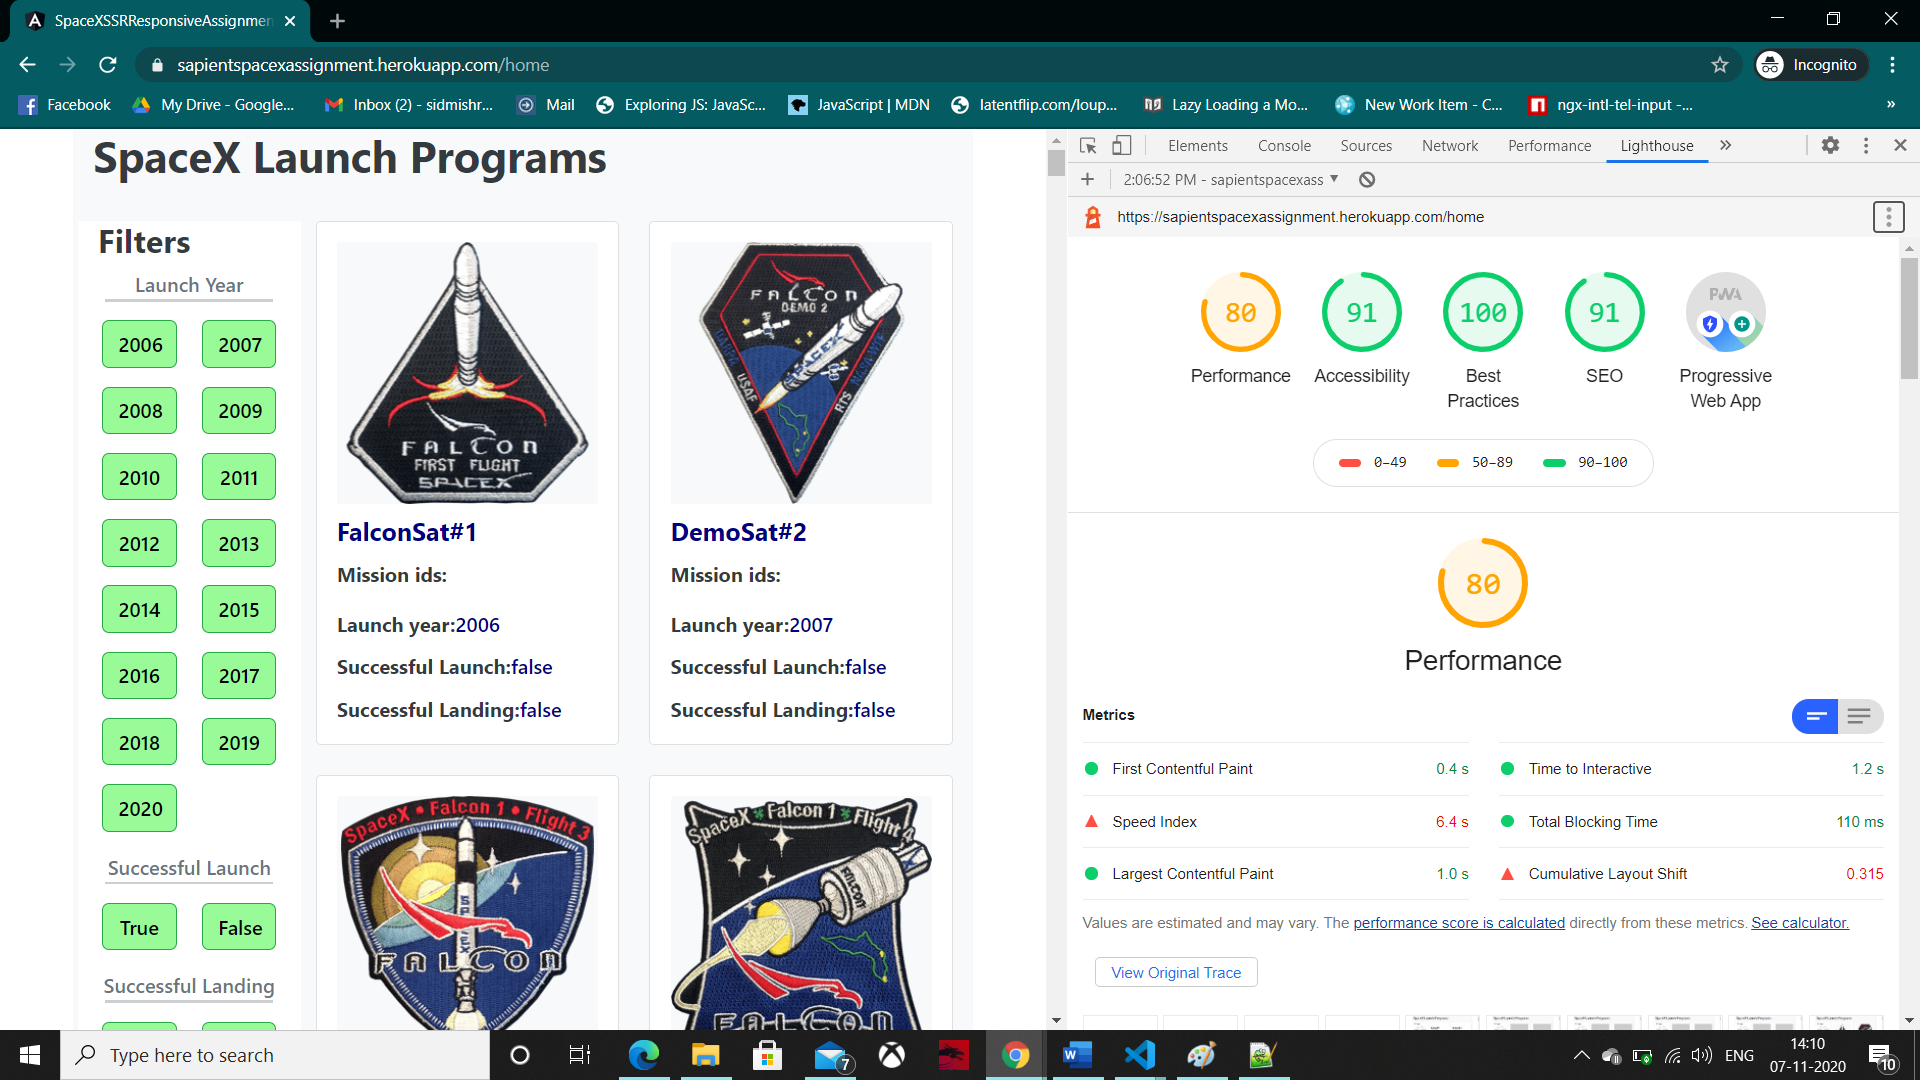 SpaceXSSRResponsiveAssignmen
sapientspacexassignment.herokuapp.com/home
Incognito
Facebook
My Drive - Google...
Inbox (2) - sidmishr...
Mail
Exploring JS: JavaSc...
JavaScript | MDN
latentflip.com/loup...
Lazy Loading a Mo...
New Work Item - C...
ngx-intl-tel-input -...
»
SpaceX Launch Programs
Filters
Launch Year
2006 2007
2008 2009
2010 2011
2012 2013
2014 2015
2016 2017
2018 2019
2020
Successful Launch
True False
Successful Landing
FALCON
FIRST FLIGHT
SPACEX
FalconSat#1
Mission ids:
Launch year:2006
Successful Launch:false
Successful Landing:false
FALCON
DEMO 2
DARPA
USAF
SPACEX
RTS
DemoSat#2
Mission ids:
Launch year:2007
Successful Launch:false
Successful Landing:false
SpaceX • Falcon 1 • Flight 3
SPACEX
FALCON
SpaceX Falcon 1 Flight 4
FALCON
FALCON
Elements Console Sources Network Performance Lighthouse »
2:06:52 PM - sapientspacexass
https://sapientspacexassignment.herokuapp.com/home
80 91 100 91 PWA
Performance Accessibility Best Practices SEO Progressive Web App
0–49 50–89 90–100
80
Performance
Metrics
First Contentful Paint 0.4 s
Time to Interactive 1.2 s
Speed Index 6.4 s
Total Blocking Time 110 ms
Largest Contentful Paint 1.0 s
Cumulative Layout Shift 0.315
Values are estimated and may vary. The performance score is calculated directly from these metrics. See calculator.
View Original Trace
Type here to search
7
ENG
14:10
07-11-2020
10